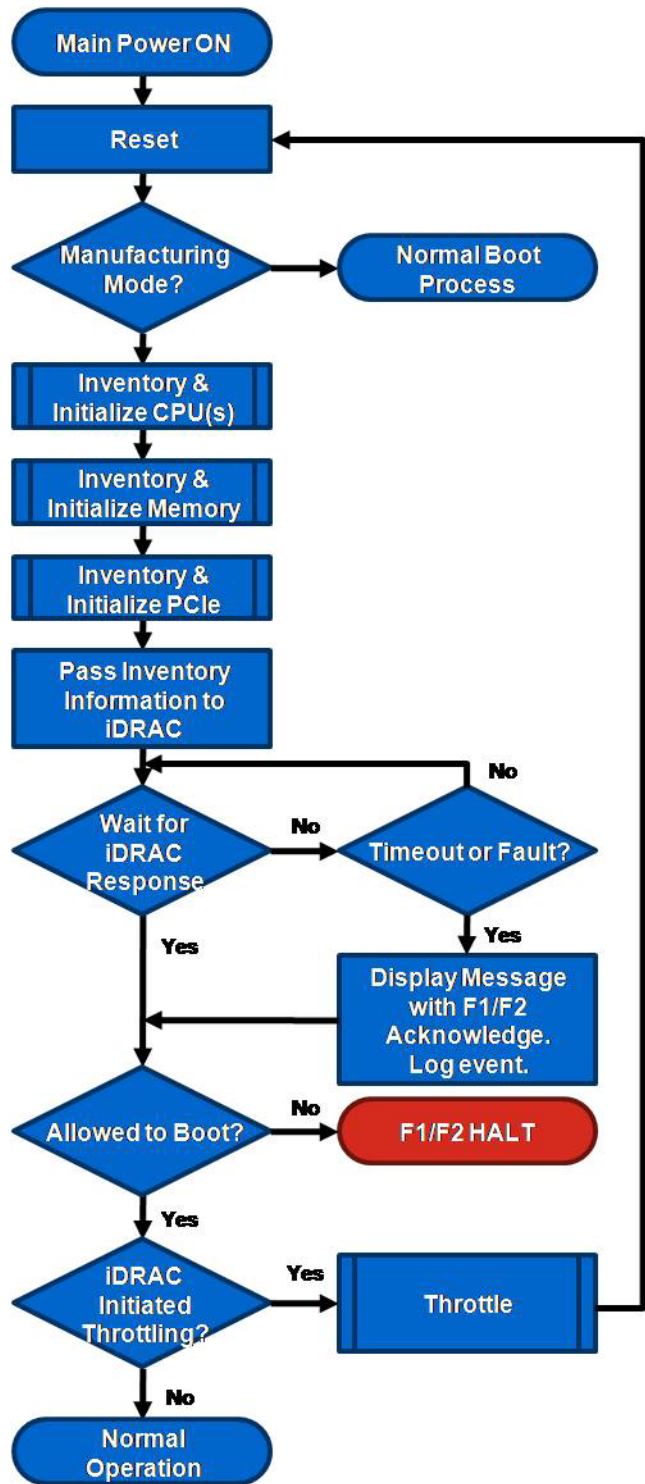 Main Power ON
Reset
Manufacturing
Mode?
Normal Boot
Process
Inventory &
Initialize CPU(s)
Inventory &
Initialize Memory
Inventory &
Initialize PCIe
Pass Inventory
Information to
iDRAC
No
Wait for
iDRAC
Response
No
Timeout or Fault?
Yes
Yes
Display Message
with F1/F2
Acknowledge.
Log event.
Allowed to Boot?
No
F1/F2 HALT
Yes
iDRAC
Initiated
Throttling?
Yes
Throttle
No
Normal
Operation